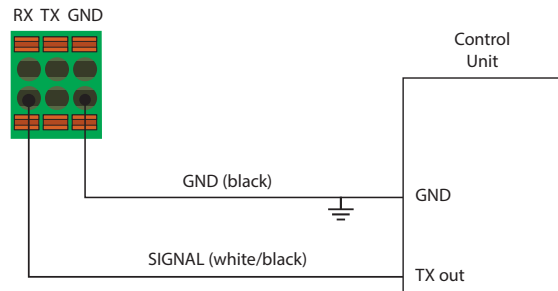 RX TX GND
Control
Unit
GND (black)
GND
SIGNAL (white/black)
TX out